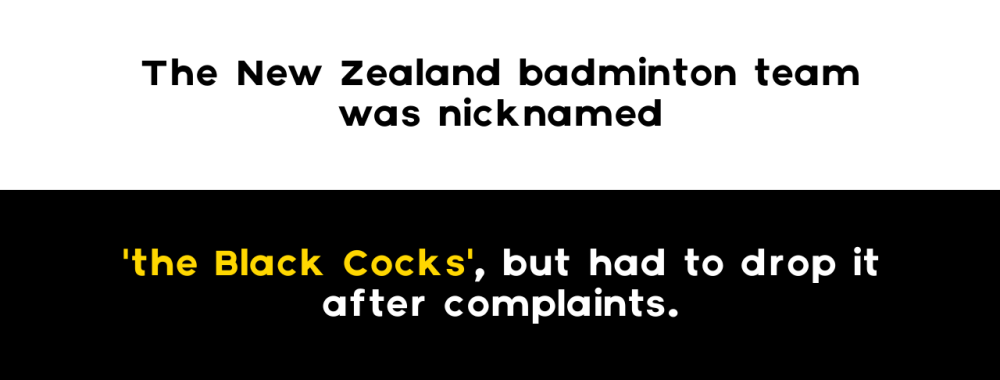 The New Zealand badminton team
was nicknamed
'the Black Cocks', but had to drop it
after complaints.